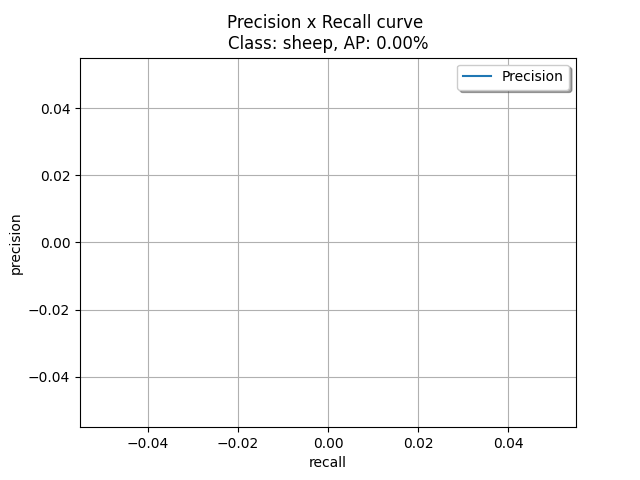 Precision x Recall curve
Class: sheep, AP: 0.00%
Precision
0.04
0.02
0.00
−0.02
−0.04
precision
−0.04 −0.02 0.00 0.02 0.04
recall